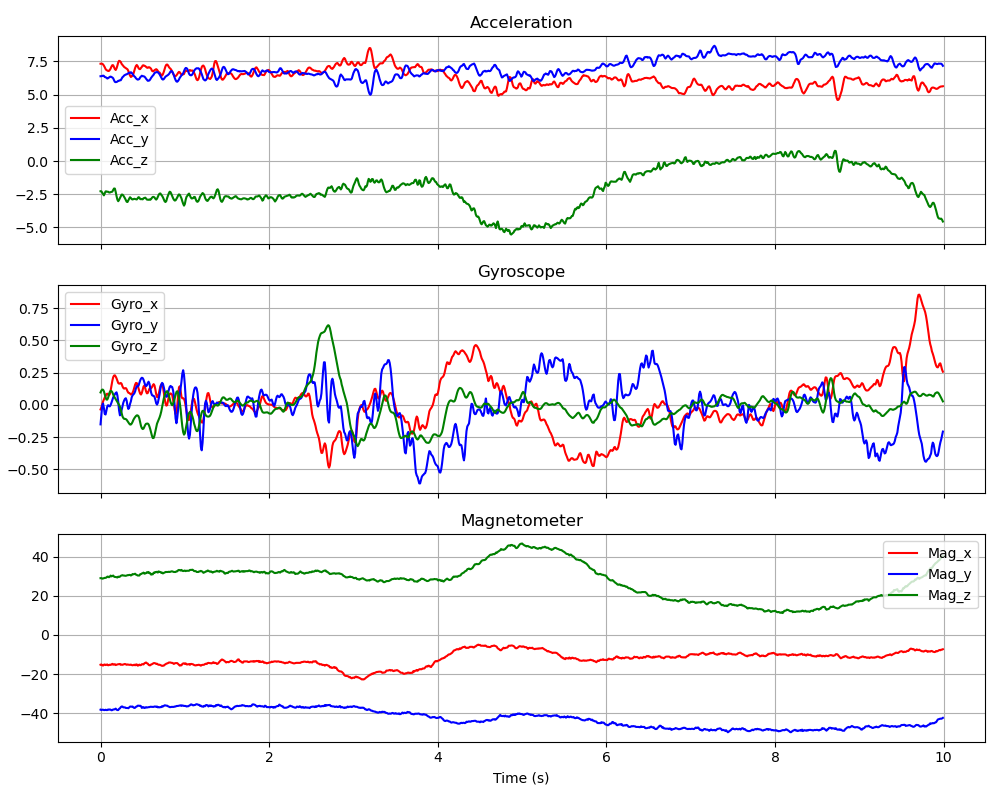 Acceleration
7.5
5.0
2.5
0.0
−2.5
−5.0
Acc_x
Acc_y
Acc_z
Gyroscope
0.75
0.50
0.25
0.00
−0.25
−0.50
Gyro_x
Gyro_y
Gyro_z
Magnetometer
40
20
0
−20
−40
Mag_x
Mag_y
Mag_z
0 2 4 6 8 10
Time (s)